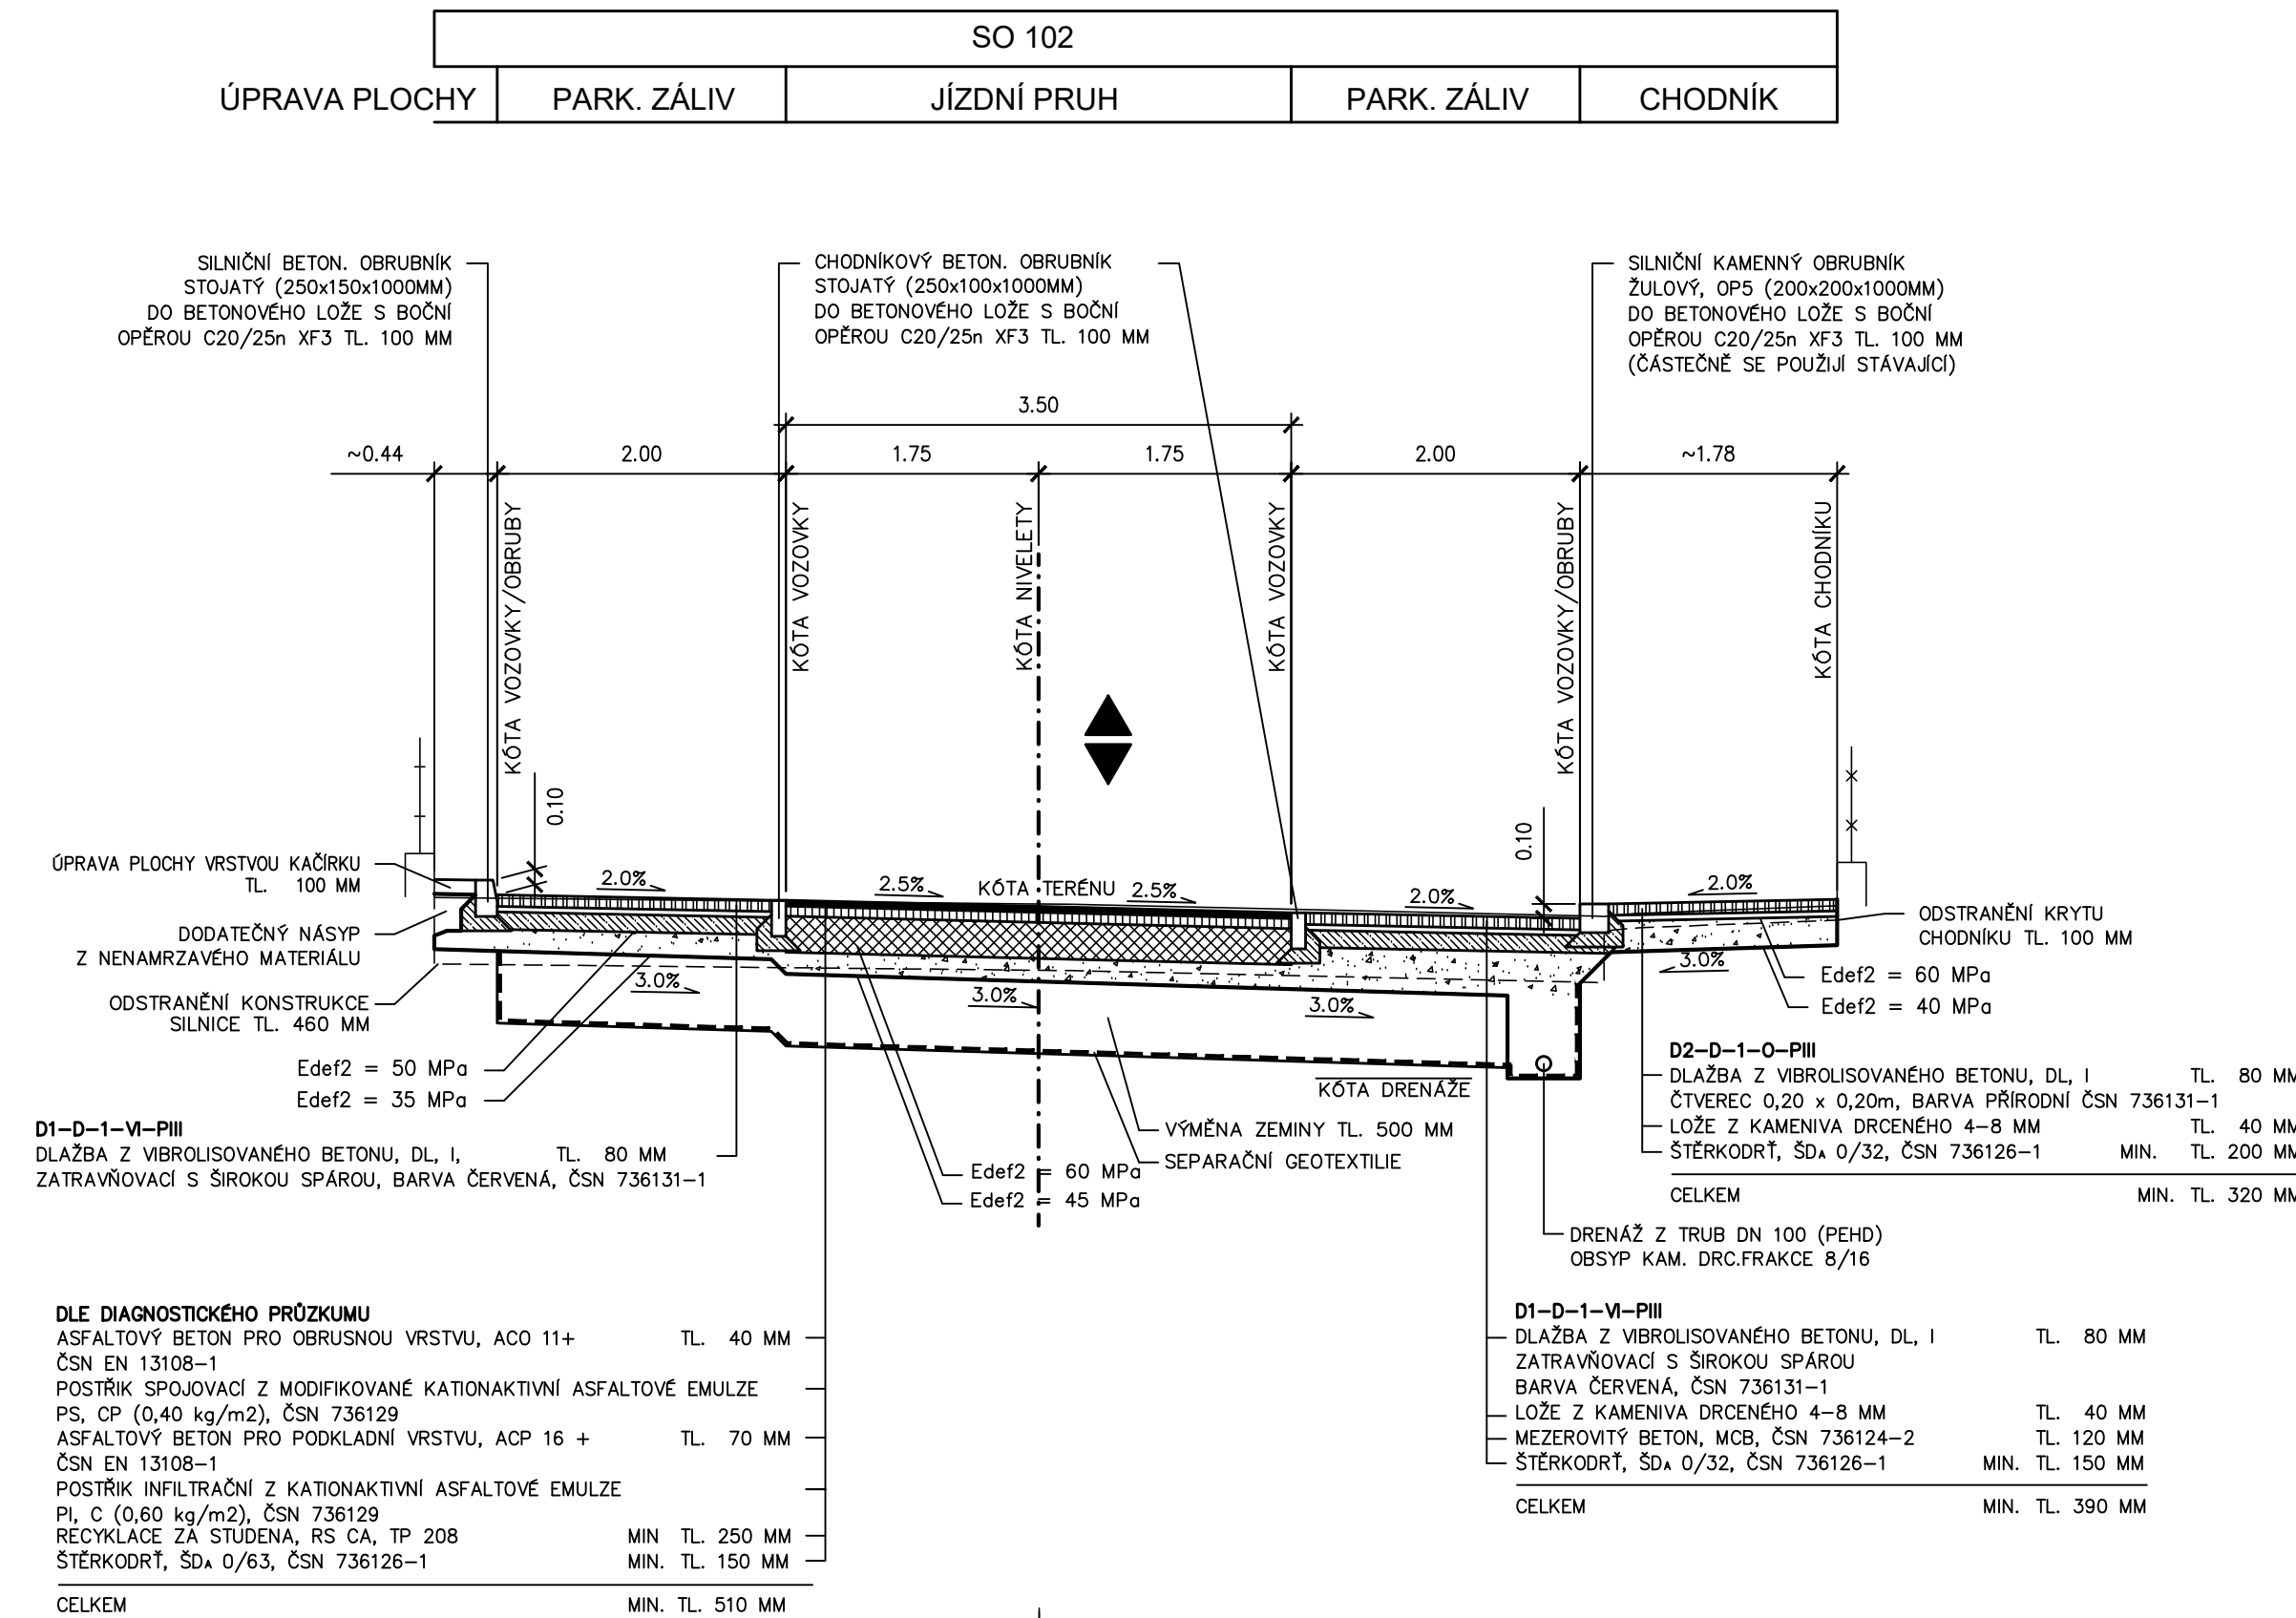 SO 102
ÚPRAVA PLOCHY PARK. ZÁLIV JÍZDNÍ PRUH PARK. ZÁLIV CHODNÍK
SILNIČNÍ BETON. OBRUBNÍK
STOJATÝ (250x150x1000MM)
DO BETONOVÉHO LOŽE S BOČNÍ
OPĚROU C20/25n XF3 TL. 100 MM
CHODNÍKOVÝ BETON. OBRUBNÍK
STOJATÝ (250x100x1000MM)
DO BETONOVÉHO LOŽE S BOČNÍ
OPĚROU C20/25n XF3 TL. 100 MM
SILNIČNÍ KAMENNÝ OBRUBNÍK
ŽULOVÝ, OP5 (200x200x1000MM)
DO BETONOVÉHO LOŽE S BOČNÍ
OPĚROU C20/25n XF3 TL. 100 MM
(ČÁSTEČNĚ SE POUŽIJÍ STÁVAJÍCÍ)
3.50
~0.44 2.00 1.75 1.75 2.00 ~1.78
KÓTA VOZOVKY/OBRUBY
KÓTA VOZOVKY
KÓTA NIVELETY
KÓTA VOZOVKY
KÓTA VOZOVKY/OBRUBY
KÓTA CHODNÍKU
0.10
0.10
2.0%
2.5%
KÓTA TERÉNU
2.5%
2.0%
2.0%
3.0%
3.0%
3.0%
3.0%
ÚPRAVA PLOCHY VRSTVOU KAČÍRKU
TL. 100 MM
DODATEČNÝ NÁSYP
Z NENAMRZAVÉHO MATERIÁLU
ODSTRANĚNÍ KONSTRUKCE
SILNICE TL. 460 MM
Edef2 = 50 MPa
Edef2 = 35 MPa
D1-D-1-VI-PIII
DLAŽBA Z VIBROLISOVANÉHO BETONU, DL, I, TL. 80 MM
ZATRAVŇOVACÍ S ŠIROKOU SPÁROU, BARVA ČERVENÁ, ČSN 736131-1
ODSTRANĚNÍ KRYTU
CHODNÍKU TL. 100 MM
Edef2 = 60 MPa
Edef2 = 40 MPa
D2-D-1-O-PIII
DLAŽBA Z VIBROLISOVANÉHO BETONU, DL, I TL. 80 MM
ČTVEREC 0,20 x 0,20m, BARVA PŘÍRODNÍ ČSN 736131-1
LOŽE Z KAMENIVA DRCENÉHO 4-8 MM TL. 40 MM
ŠTĚRKODRŤ, ŠDA 0/32, ČSN 736126-1 MIN. TL. 200 MM
CELKEM MIN. TL. 320 MM
KÓTA DRENÁŽE
VÝMĚNA ZEMINY TL. 500 MM
SEPARAČNÍ GEOTEXTILIE
Edef2 = 60 MPa
Edef2 = 45 MPa
DRENÁŽ Z TRUB DN 100 (PEHD)
OBSYP KAM. DRC.FRAKCE 8/16
DLE DIAGNOSTICKÉHO PRŮZKUMU
ASFALTOVÝ BETON PRO OBRUSNOU VRSTVU, ACO 11+ TL. 40 MM
ČSN EN 13108-1
POSTŘIK SPOJOVACÍ Z MODIFIKOVANÉ KATIONAKTIVNÍ ASFALTOVÉ EMULZE
PS, CP (0,40 kg/m2), ČSN 736129
ASFALTOVÝ BETON PRO PODKLADNÍ VRSTVU, ACP 16 + TL. 70 MM
ČSN EN 13108-1
POSTŘIK INFILTRAČNÍ Z KATIONAKTIVNÍ ASFALTOVÉ EMULZE
PI, C (0,60 kg/m2), ČSN 736129
RECYKLACE ZA STUDENA, RS CA, TP 208 MIN TL. 250 MM
ŠTĚRKODRŤ, ŠDA 0/63, ČSN 736126-1 MIN. TL. 150 MM
CELKEM MIN. TL. 510 MM
D1-D-1-VI-PIII
DLAŽBA Z VIBROLISOVANÉHO BETONU, DL, I TL. 80 MM
ZATRAVŇOVACÍ S ŠIROKOU SPÁROU
BARVA ČERVENÁ, ČSN 736131-1
LOŽE Z KAMENIVA DRCENÉHO 4-8 MM TL. 40 MM
MEZEROVITÝ BETON, MCB, ČSN 736124-2 TL. 120 MM
ŠTĚRKODRŤ, ŠDA 0/32, ČSN 736126-1 MIN. TL. 150 MM
CELKEM MIN. TL. 390 MM